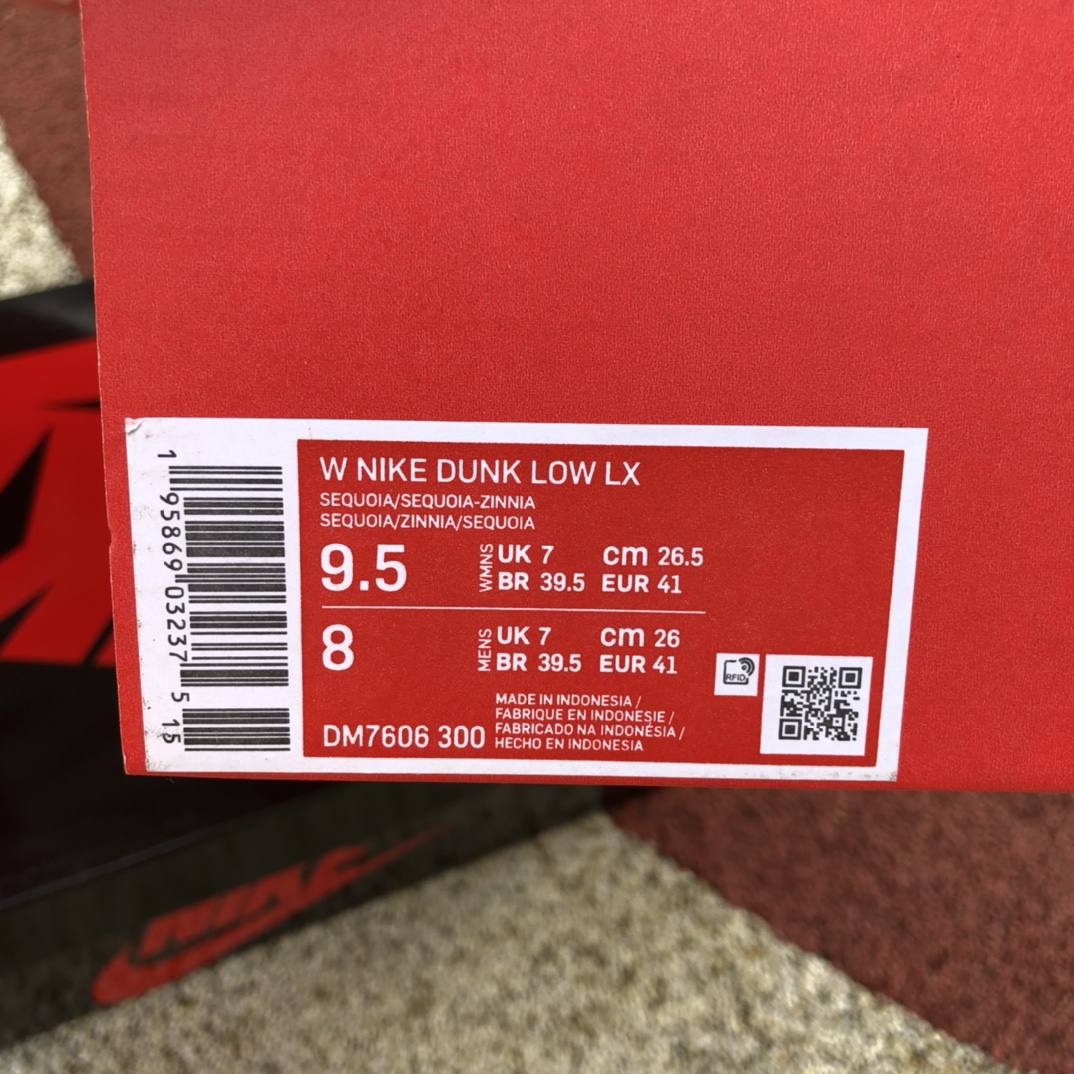 W NIKE DUNK LOW LX
SEQUOIA/SEQUOIA-ZINNIA
SEQUOIA/ZINNIA/SEQUOIA
9.5 WMNS UK 7 cm 26.5
BR 39.5 EUR 41
8 MENS UK 7 cm 26
BR 39.5 EUR 41
RFID
MADE IN INDONESIA /
FABRIQUE EN INDONESIE /
FABRICADO NA INDONÉSIA /
HECHO EN INDONESIA
DM7606 300
1 95869 03237 5 15
NIKE